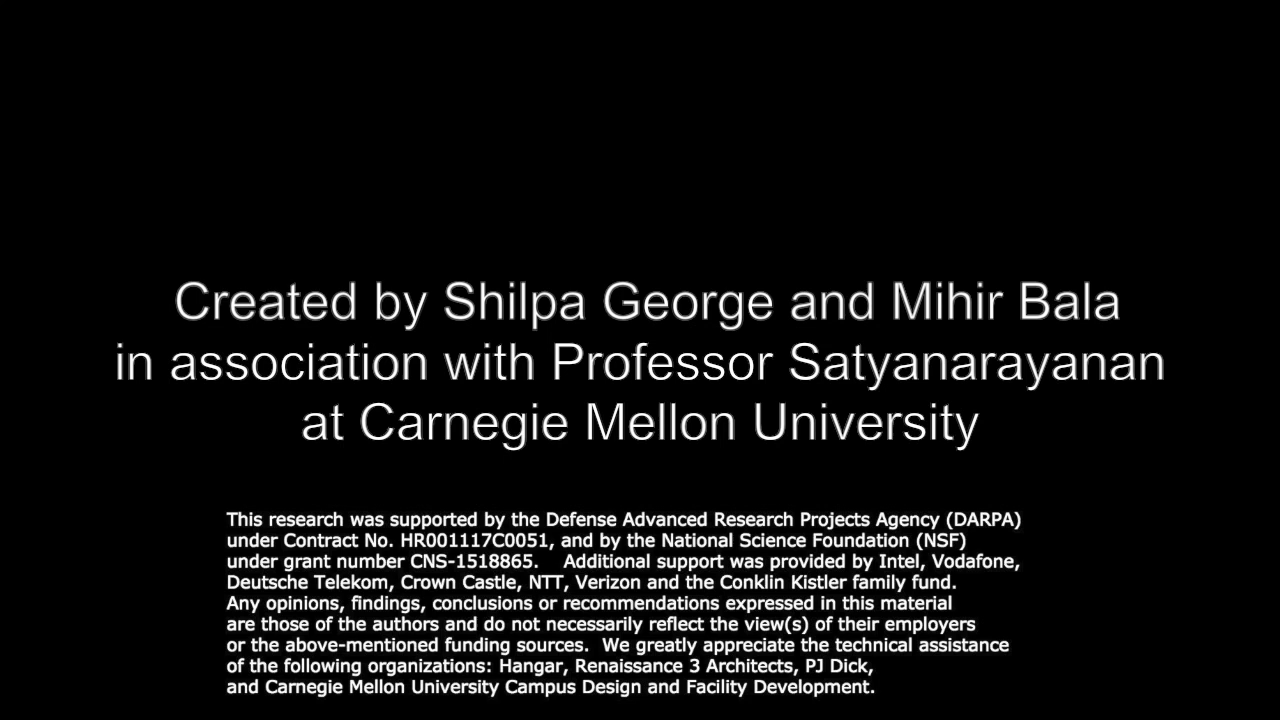 Created by Shilpa George and Mihir Bala
in association with Professor Satyanarayanan
at Carnegie Mellon University
This research was supported by the Defense Advanced Research Projects Agency (DARPA)
under Contract No. HR001117C0051, and by the National Science Foundation (NSF)
under grant number CNS-1518865. Additional support was provided by Intel, Vodafone,
Deutsche Telekom, Crown Castle, NTT, Verizon and the Conklin Kistler family fund.
Any opinions, findings, conclusions or recommendations expressed in this material
are those of the authors and do not necessarily reflect the view(s) of their employers
or the above-mentioned funding sources. We greatly appreciate the technical assistance
of the following organizations: Hangar, Renaissance 3 Architects, PJ Dick,
and Carnegie Mellon University Campus Design and Facility Development.